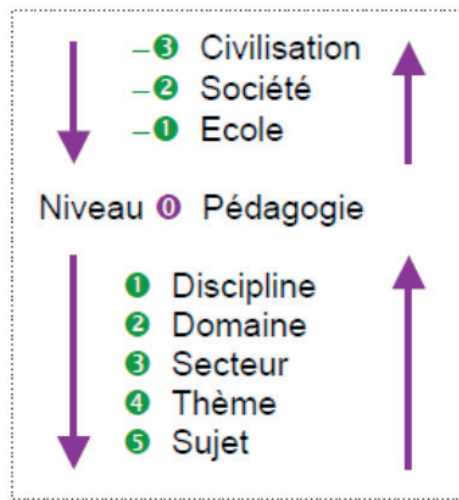 –❸ Civilisation
–❷ Société
–❶ Ecole
Niveau ⓿ Pédagogie
❶ Discipline
❷ Domaine
❸ Secteur
❹ Thème
❺ Sujet